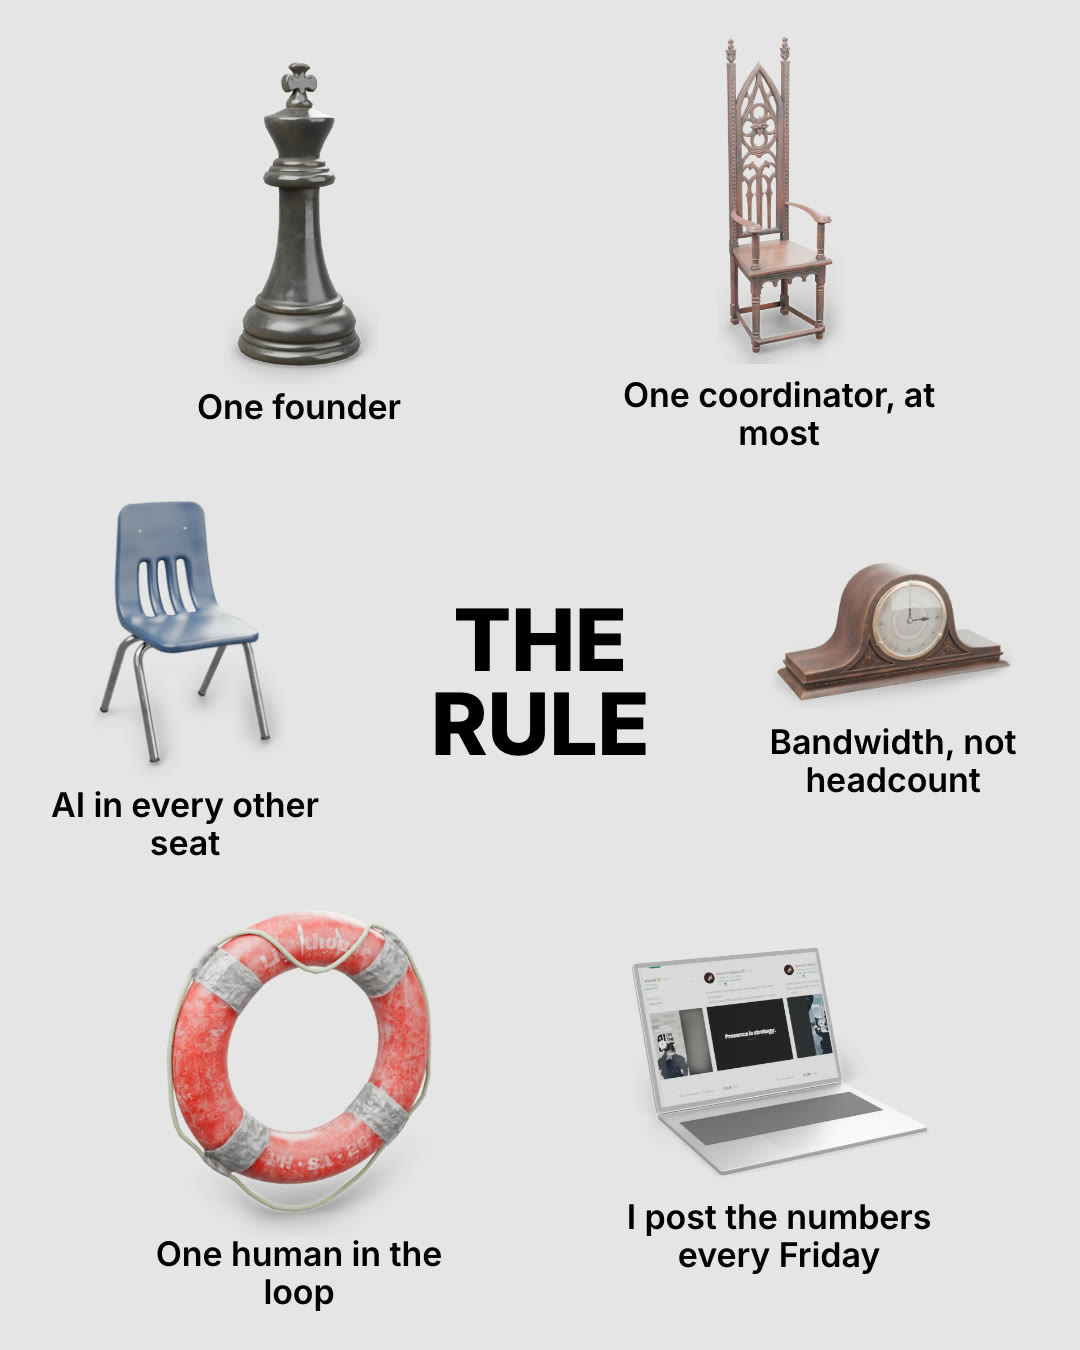 One founder
One coordinator, at
most
AI in every other
seat
THE
RULE
Bandwidth, not
headcount
One human in the
loop
Presence is strategy.
I post the numbers
every Friday